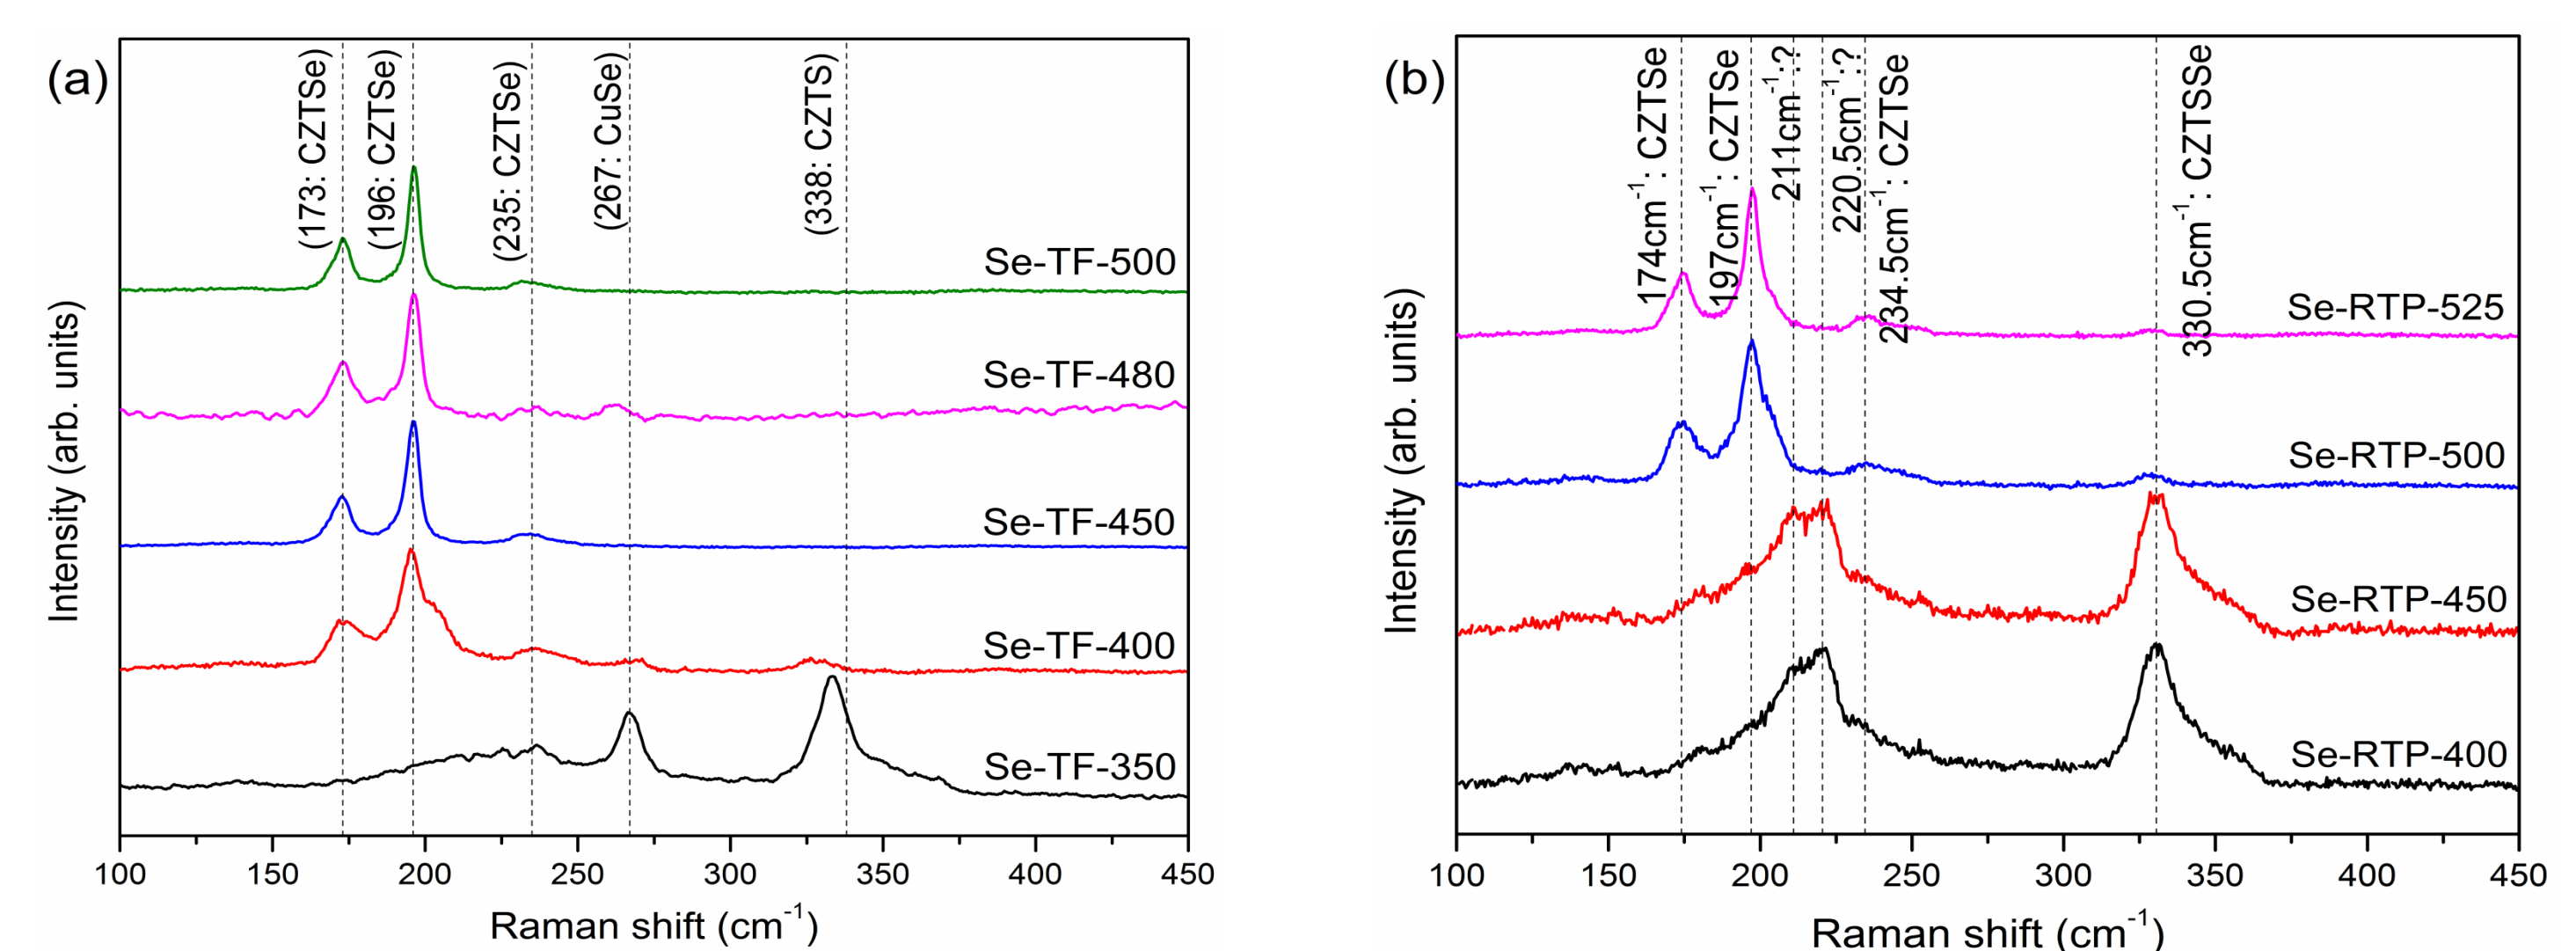 (a)
(173: CZTSe)
(196: CZTSe)
(235: CZTSe)
(267: CuSe)
(338: CZTS)
Se-TF-500
Se-TF-480
Se-TF-450
Se-TF-400
Se-TF-350
Intensity (arb. units)
100 150 200 250 300 350 400 450
Raman shift (cm⁻¹)
(b)
174cm⁻¹: CZTSe
197cm⁻¹: CZTSe
211cm⁻¹:?
220.5cm⁻¹:?
234.5cm⁻¹: CZTSe
330.5cm⁻¹: CZTSSe
Se-RTP-525
Se-RTP-500
Se-RTP-450
Se-RTP-400
Intensity (arb. units)
100 150 200 250 300 350 400 450
Raman shift (cm⁻¹)